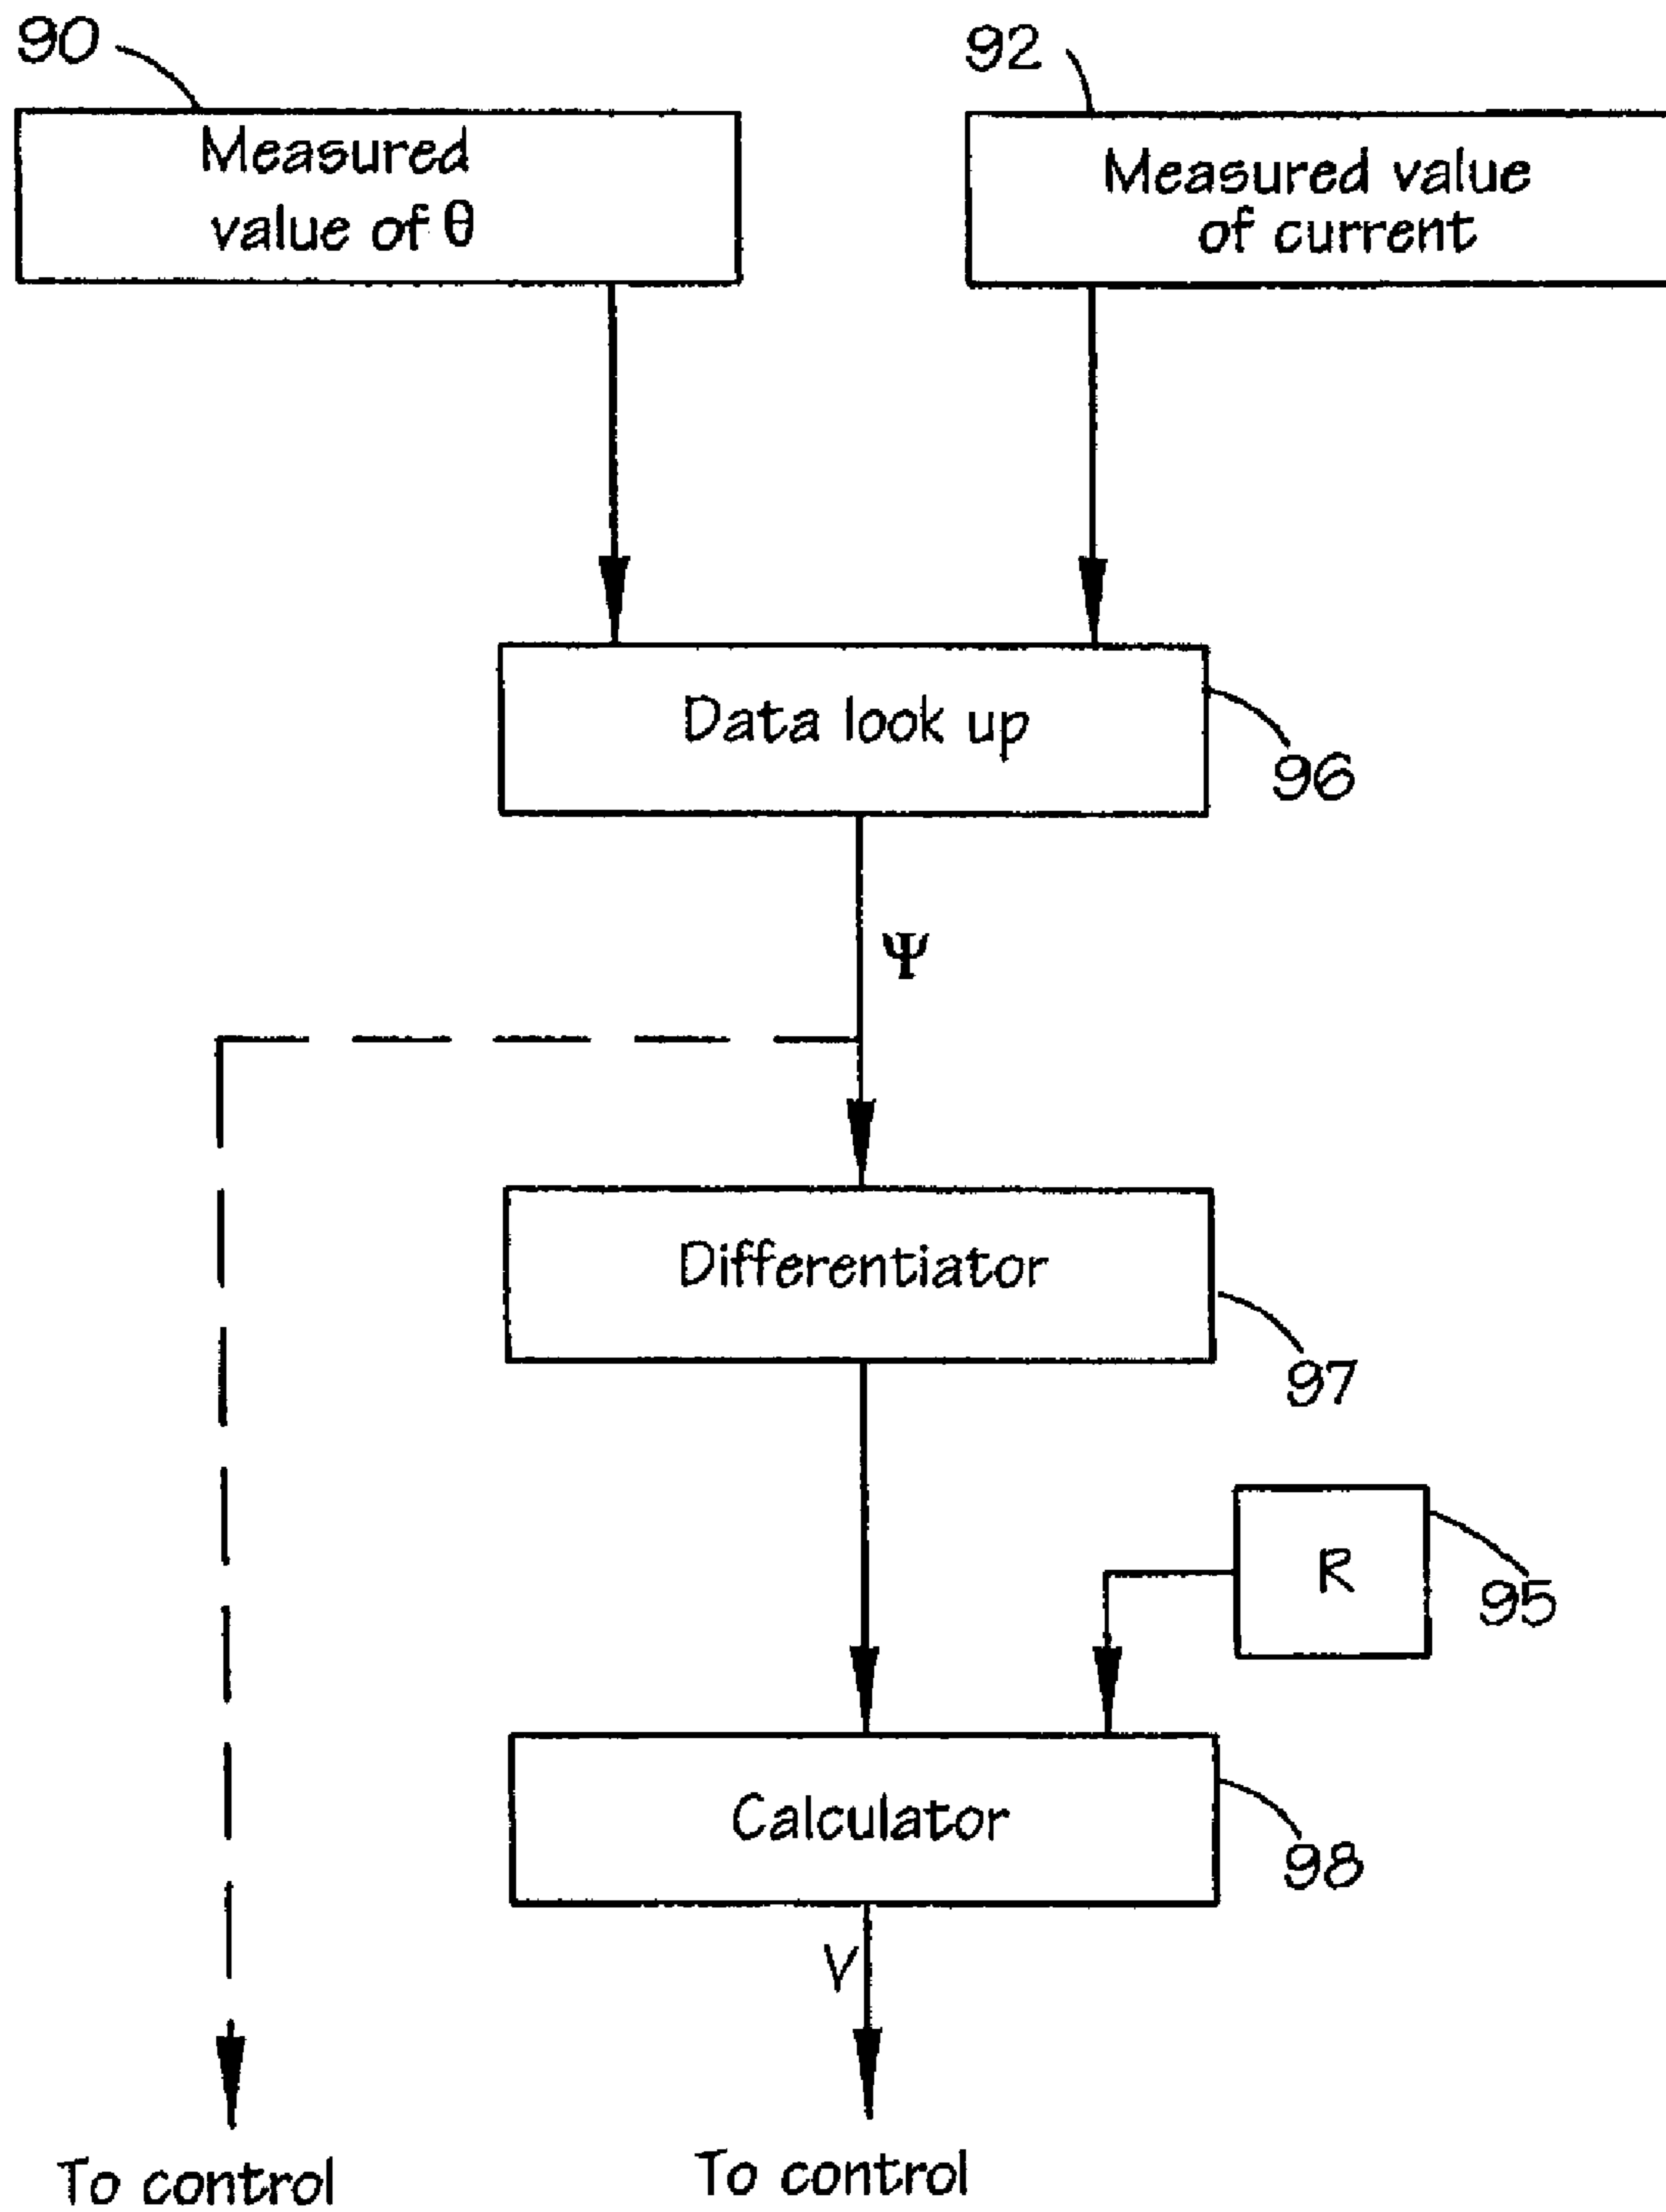 90
92
Measured
value of θ
Measured value
of current
Data look up
96
Ψ
Differentiator
97
R
95
Calculator
98
V
To control
To control